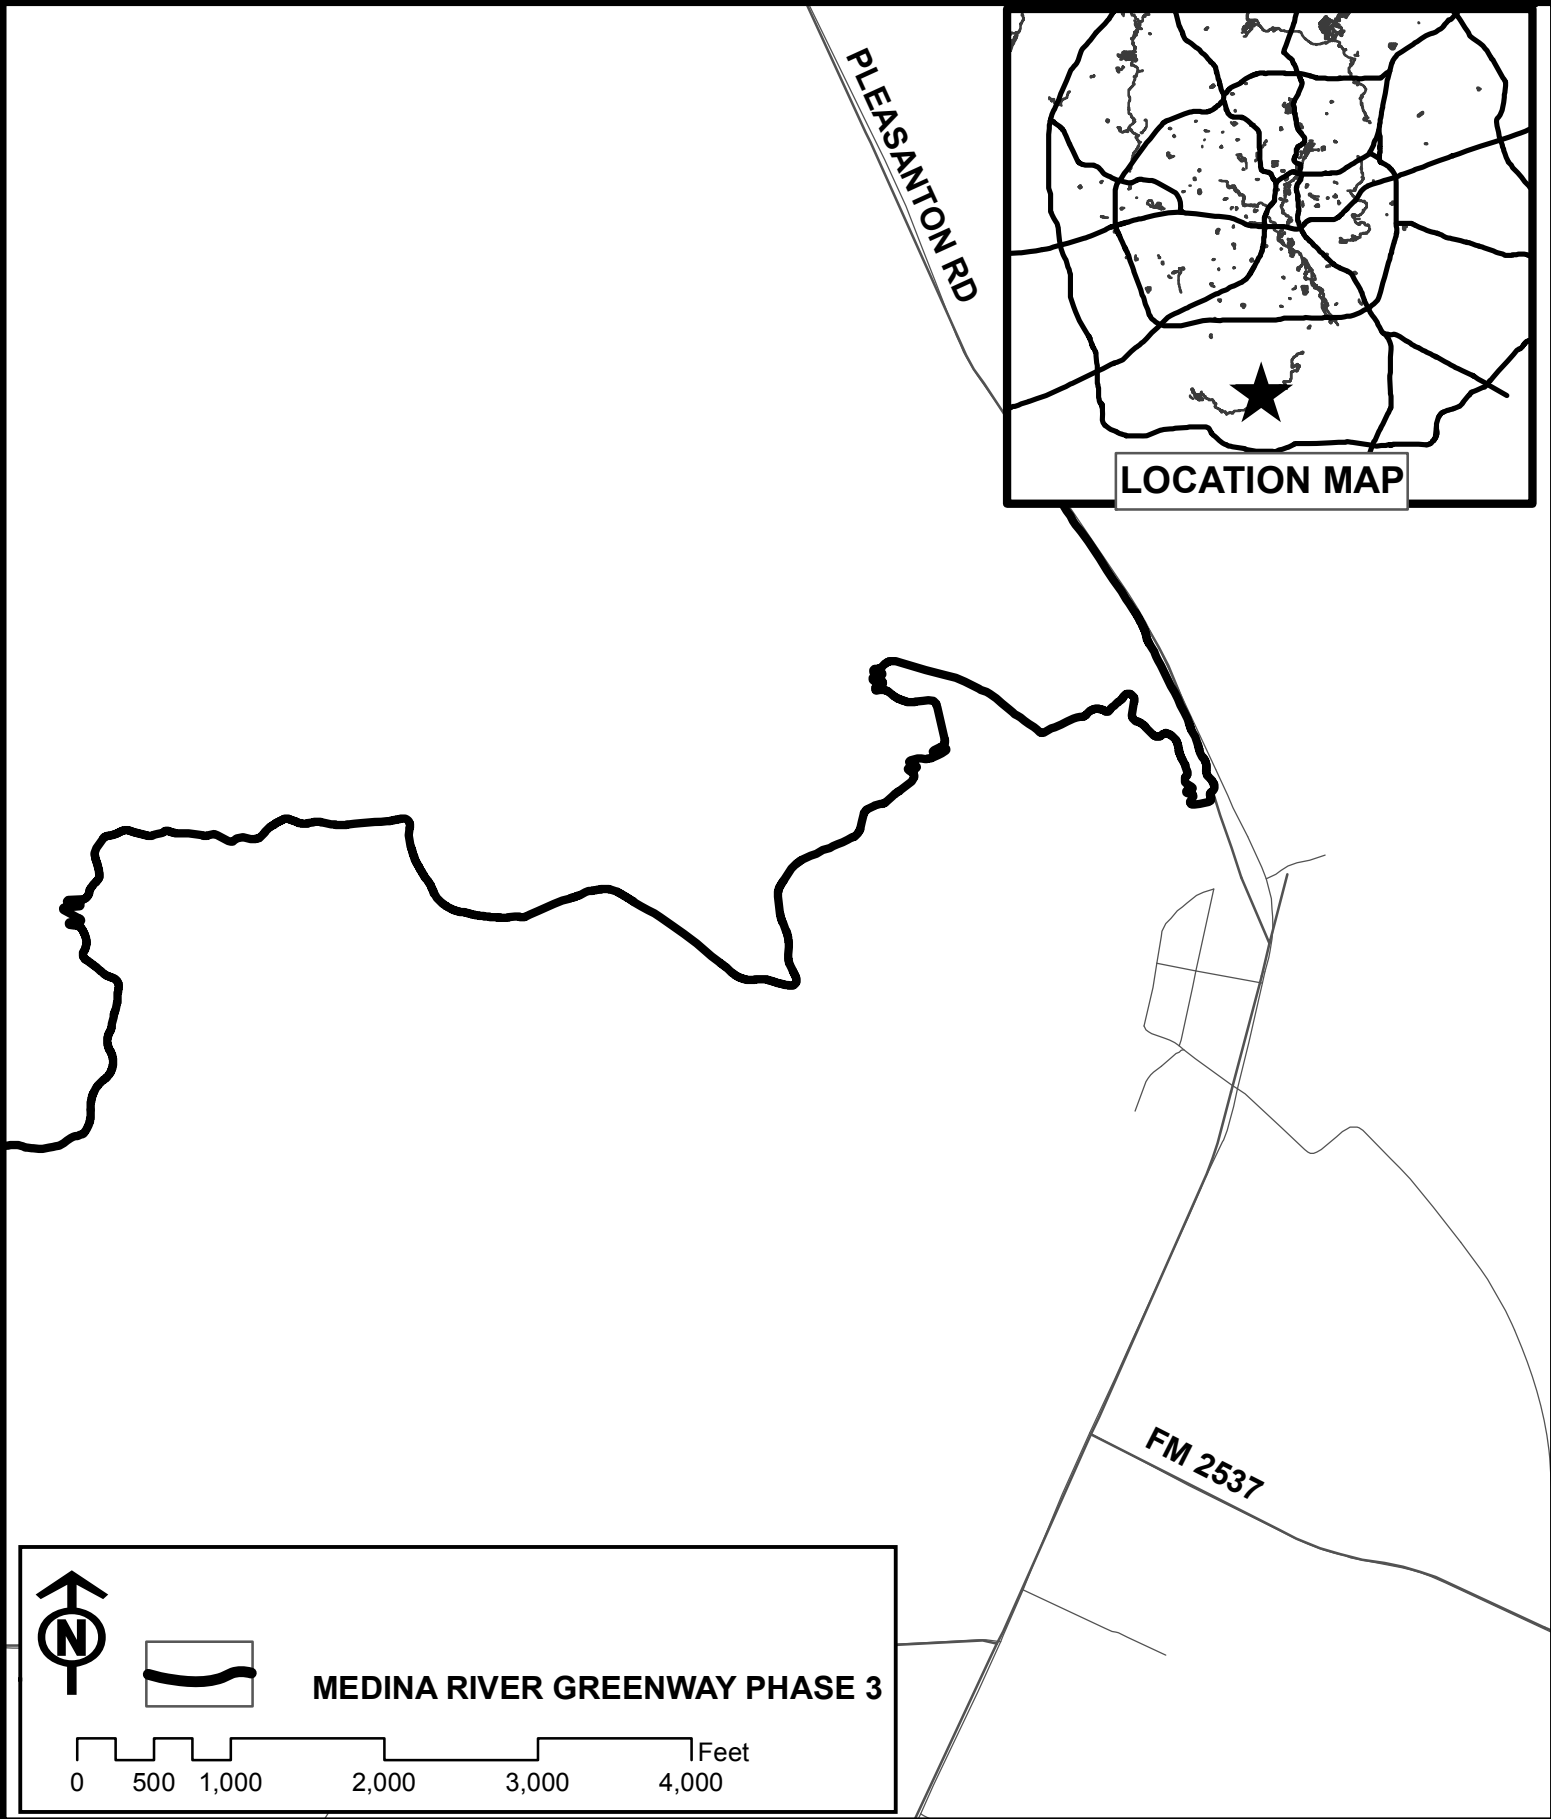 PLEASANTON RD
LOCATION MAP
FM 2537
N
MEDINA RIVER GREENWAY PHASE 3
Feet
0 500 1,000 2,000 3,000 4,000